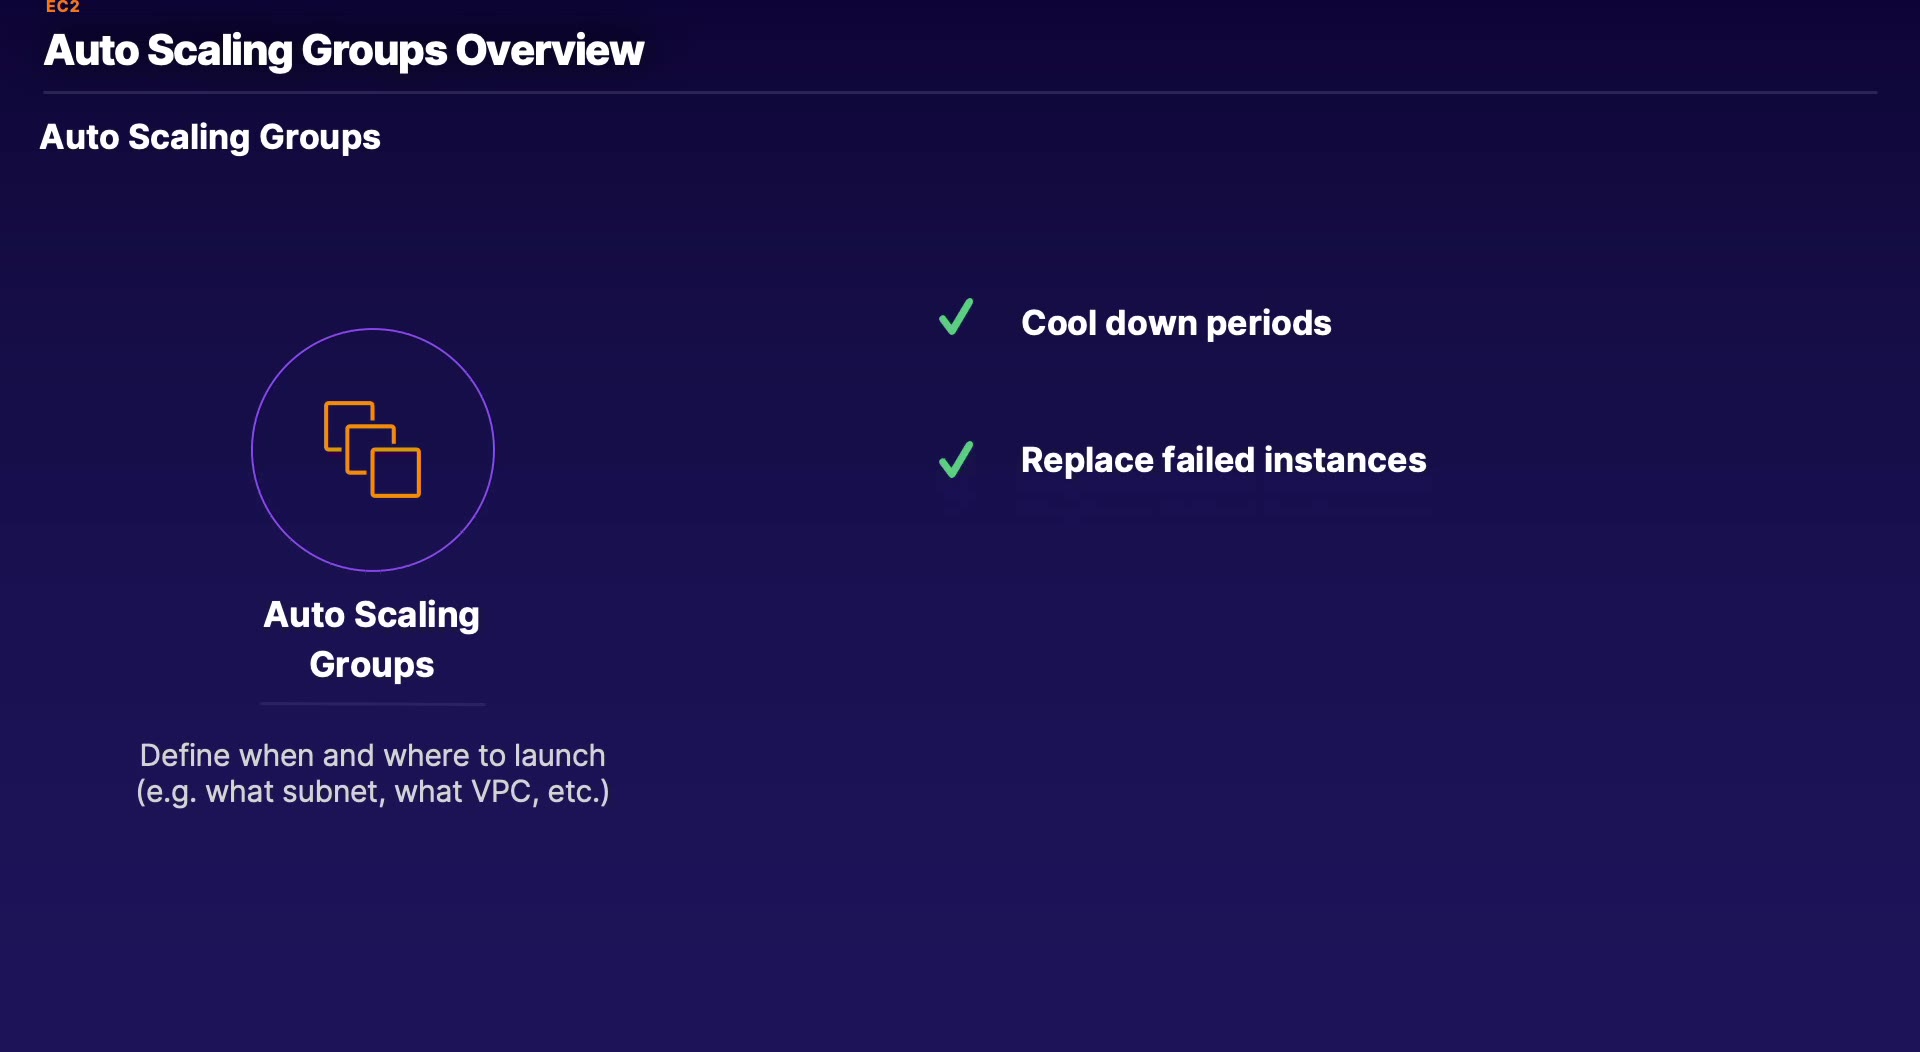 EC2
Auto Scaling Groups Overview
Auto Scaling Groups
Auto Scaling
Groups
Define when and where to launch
(e.g. what subnet, what VPC, etc.)
Cool down periods
Replace failed instances